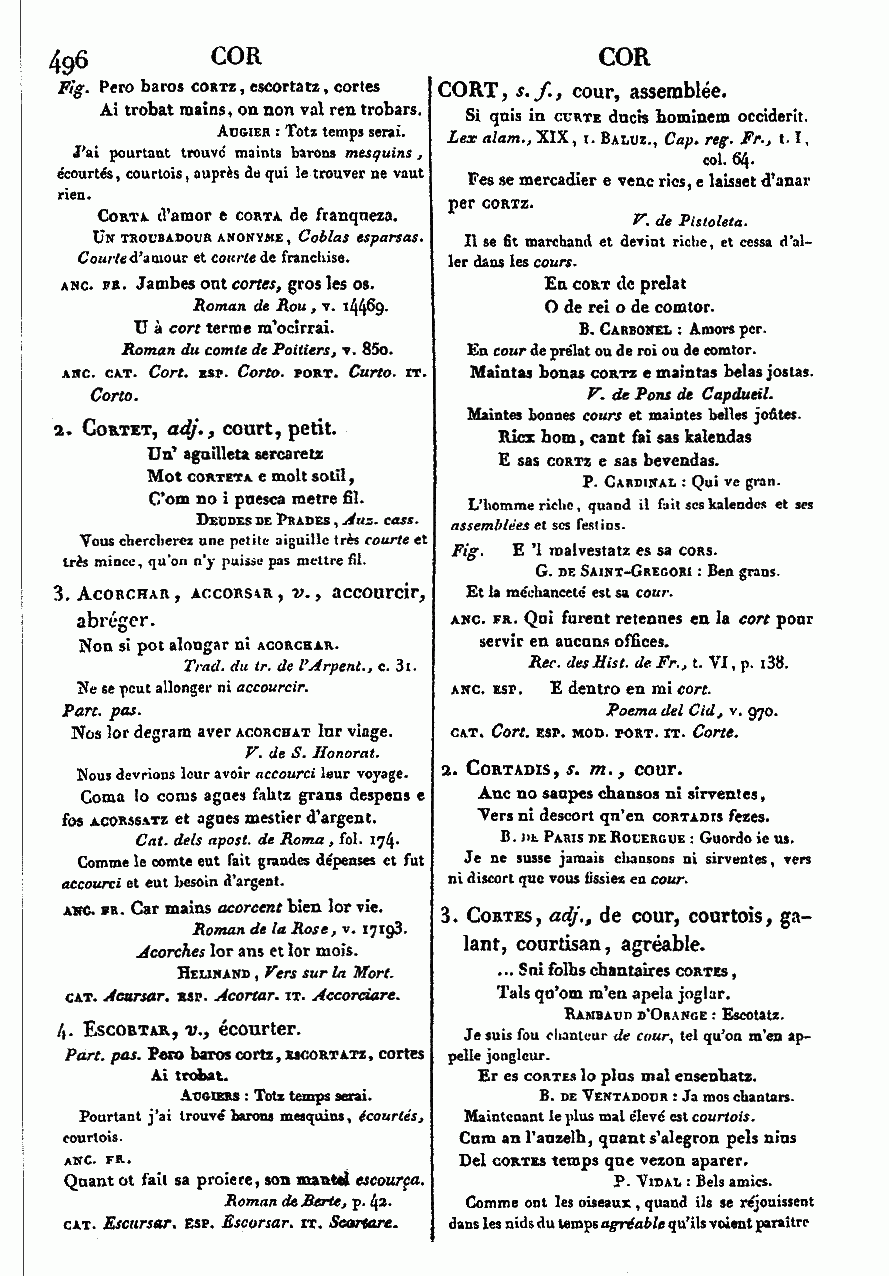 496 COR COR
Fig. Pero baros CORTZ, escortatz, cortes
Ai trobat mains, on non val ren trobars.
AUGIER : Totz temps serai.
J'ai pourtant trouvé maints barons mesquins,
écourtés, courtois, auprès de qui le trouver ne vaut
rien.
CORTA d'amor e CORTA de franqueza.
UN TROUBADOUR ANONYME, Coblas esparsas.
Courte d'amour et courte de franchise.
ANC. FR. Jambes ont cortes, gros les os.
Roman de Rou, v. 14469.
U à cort terme m'ocirrai.
Roman du comte de Poitiers, v. 850.
ANC. CAT. Cort. ESP. Corto. PORT. Curto. IT.
Corto.
2. CORTET, adj., court, petit.
Un' aguilleta sercaretz
Mot CORTETA e molt sotil,
C'om no i puesca metre fil.
DEUDES DE PRADES, Auz. cass.
Vous chercherez une petite aiguille très courte et
très mince, qu'on n'y puisse pas mettre fil.
3. ACORCHAR, ACCORSAR, v., accourcir,
abréger.
Non si pot alongar ni ACORCHAR.
Trad. du tr. de l'Arpent., c. 31.
Ne se peut allonger ni accourcir.
Part. pas.
Nos lor degram aver ACORCHAT lur viage.
V. de S. Honorat.
Nous devrions leur avoir accourci leur voyage.
Coma lo coms agues fahtz grans despens e
fos ACORSSATZ et agues mestier d'argent.
Cat. dels apost. de Roma, fol. 174.
Comme le comte eut fait grandes dépenses et fut
accourci et eut besoin d'argent.
ANC. FR. Car mains acorcent bien lor vie.
Roman de la Rose, v. 17193.
Acorches lor ans et lor mois.
HELINAND, Vers sur la Mort.
CAT. Acursar. ESP. Acortar. IT. Accorciare.
4. ESCORTAR, v., écourter.
Part. pas. Pero baros cortz, ESCORTATZ, cortes
Ai trobat.
AUGIERS : Totz temps serai.
Pourtant j'ai trouvé barons mesquins, écourtés,
courtois.
ANC. FR.
Quant ot fait sa proiere, son mantel escourça.
Roman de Berte, p. 42.
CAT. Escursar. ESP. Escorsar. IT. Scortare.
CORT, s. f., cour, assemblée.
Si quis in CURTE ducis hominem occiderit.
Lex alam., XIX, 1. BALUZ., Cap. reg. Fr., t. I,
col. 64.
Fes se mercadier e venc rics, e laisset d'anar
per CORTZ.
V. de Pistoleta.
Il se fit marchand et devint riche, et cessa d'al-
ler dans les cours.
En CORT de prelat
O de rei o de comtor.
B. CARBONEL : Amors per.
En cour de prélat ou de roi ou de comtor.
Maintas bonas CORTZ e maintas belas jostas.
V. de Pons de Capdueil.
Maintes bonnes cours et maintes belles joûtes.
Ricx hom, cant fai sas kalendas
E sas CORTZ e sas bevendas.
P. CARDINAL : Qui ve gran.
L'homme riche, quand il fait ses kalendes et ses
assemblées et ses festins.
Fig. E 'l malvestatz es sa CORS.
G. DE SAINT-GREGORI : Ben grans.
Et la méchanceté est sa cour.
ANC. FR. Qui furent retenues en la cort pour
servir en aucuns offices.
Rec. des Hist. de Fr., t. VI, p. 138.
ANC. ESP. E dentro en mi cort.
Poema del Cid, v. 970.
CAT. Cort. ESP. MOD. PORT. IT. Corte.
2. CORTADIS, s. m., cour.
Anc no saupes chansos ni sirventes,
Vers ni descort qu'en CORTADIS fezes.
B. DE PARIS DE ROUERGUE : Guordo ie us.
Je ne susse jamais chansons ni sirventes, vers
ni discort que vous fissiez en cour.
3. CORTES, adj., de cour, courtois, ga-
lant, courtisan, agréable.
... Sui folhs chantaires CORTES,
Tals qu'om m'en apela joglar.
RAMBAUD D'ORANGE : Escotatz.
Je suis fou chanteur de cour, tel qu'on m'en ap-
pelle jongleur.
Er es CORTES lo plus mal ensenhatz.
B. DE VENTADOUR : Ja mos chantars.
Maintenant le plus mal élevé est courtois.
Cum an l'auzelh, quant s'alegron pels nius
Del CORTES temps que vezon aparer.
P. VIDAL : Bels amics.
Comme ont les oiseaux, quand ils se réjouissent
dans les nids du temps agréable qu'ils voient paraître